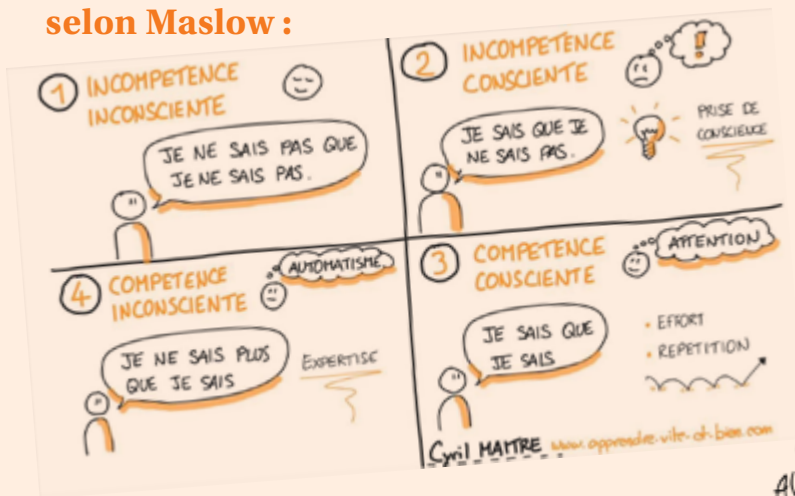 selon Maslow :
1 INCOMPETENCE
INCONSCIENTE
JE NE SAIS PAS QUE
JE NE SAIS PAS.
2 INCOMPETENCE
CONSCIENTE
!
JE SAIS QUE JE
NE SAIS PAS.
PRISE DE
CONSCIENCE
4 COMPETENCE
INCONSCIENTE
AUTOMATISME
JE NE SAIS PLUS
QUE JE SAIS
EXPERTISE
3 COMPETENCE
CONSCIENTE
ATTENTION
JE SAIS QUE
JE SAIS
• EFFORT
• REPETITION
Cyril MAITRE www.apprendre-vite-et-bien.com